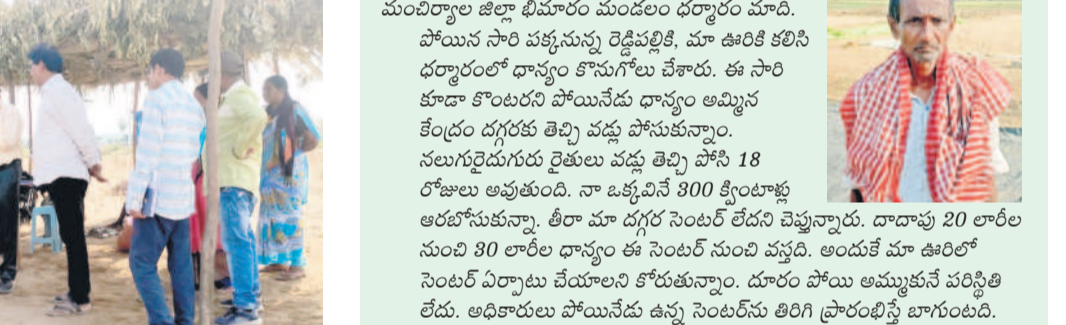 మంచిర్యాల జిల్లా భీమారం మండలం ధర్మారం మాది.
పోయిన సారి పక్కనున్న రెడ్డిపల్లికి, మా ఊరికి కలిసి
ధర్మారంలో ధాన్యం కొనుగోలు చేశారు. ఈ సారి
కూడా కొంటరని పోయినేడు ధాన్యం అమ్మిన
కేంద్రం దగ్గరకు తెచ్చి వడ్లు పోసుకున్నాం.
నలుగురైదుగురు రైతులు వడ్లు తెచ్చి పోసి 18
రోజులు అవుతుంది. నా ఒక్కవినే 300 క్వింటాళ్లు
ఆరబోసుకున్నా. తీరా మా దగ్గర సెంటర్ లేదని చెప్తున్నారు. దాదాపు 20 లారీల
నుంచి 30 లారీల ధాన్యం ఈ సెంటర్ నుంచి వస్తది. అందుకే మా ఊరిలో
సెంటర్ ఏర్పాటు చేయాలని కోరుతున్నాం. దూరం పోయి అమ్ముకునే పరిస్థితి
లేదు. అధికారులు పోయినేడు ఉన్న సెంటర్‌ను తిరిగి ప్రారంభిస్తే బాగుంటది.